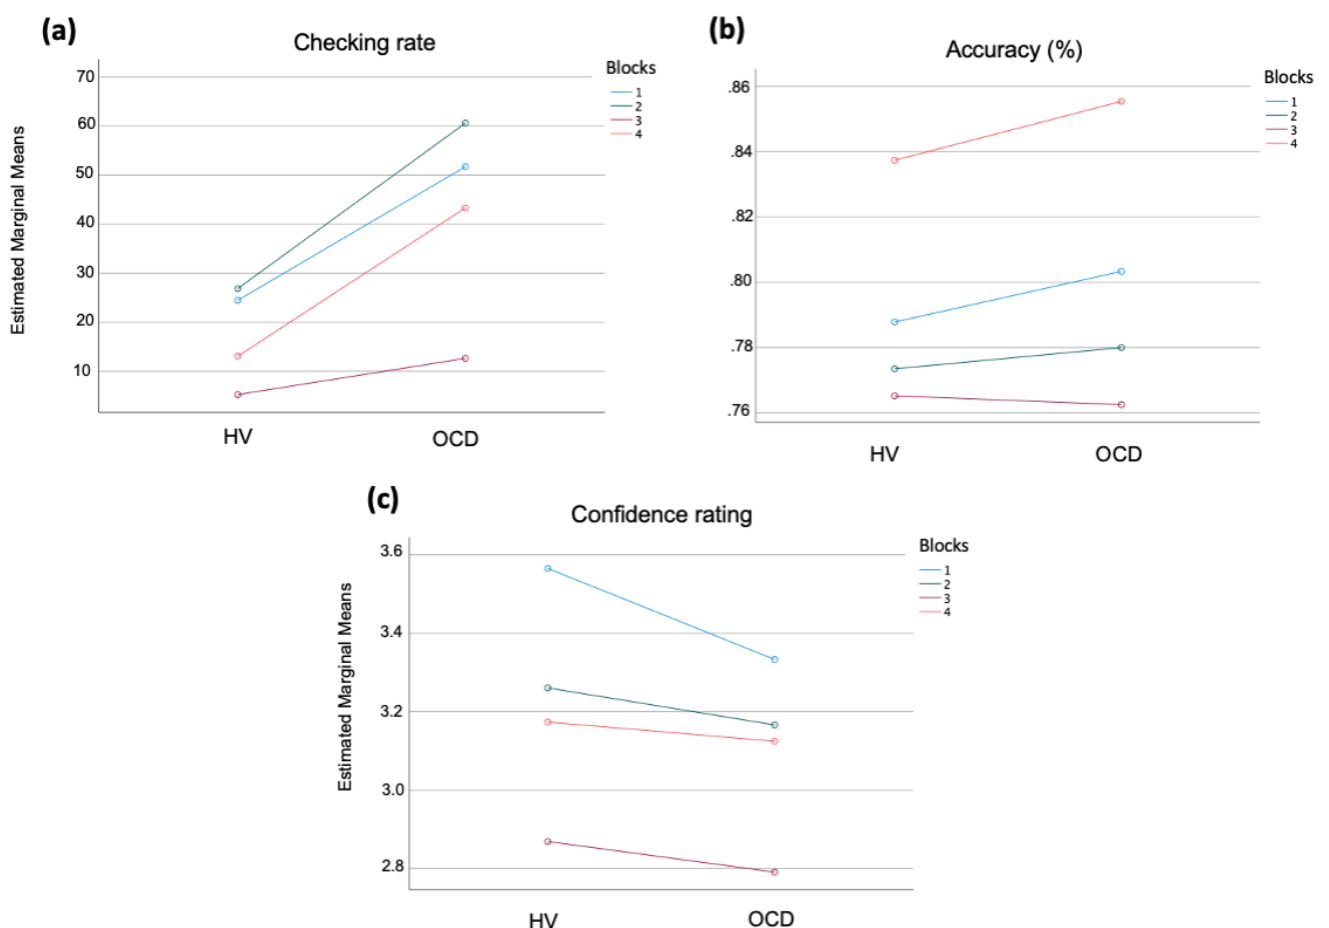 (a)
Checking rate
Blocks
1
2
3
4
70
60
50
40
30
20
10
Estimated Marginal Means
HV
OCD
(b)
Accuracy (%)
Blocks
1
2
3
4
.86
.84
.82
.80
.78
.76
HV
OCD
(c)
Confidence rating
Blocks
1
2
3
4
3.6
3.4
3.2
3.0
2.8
Estimated Marginal Means
HV
OCD